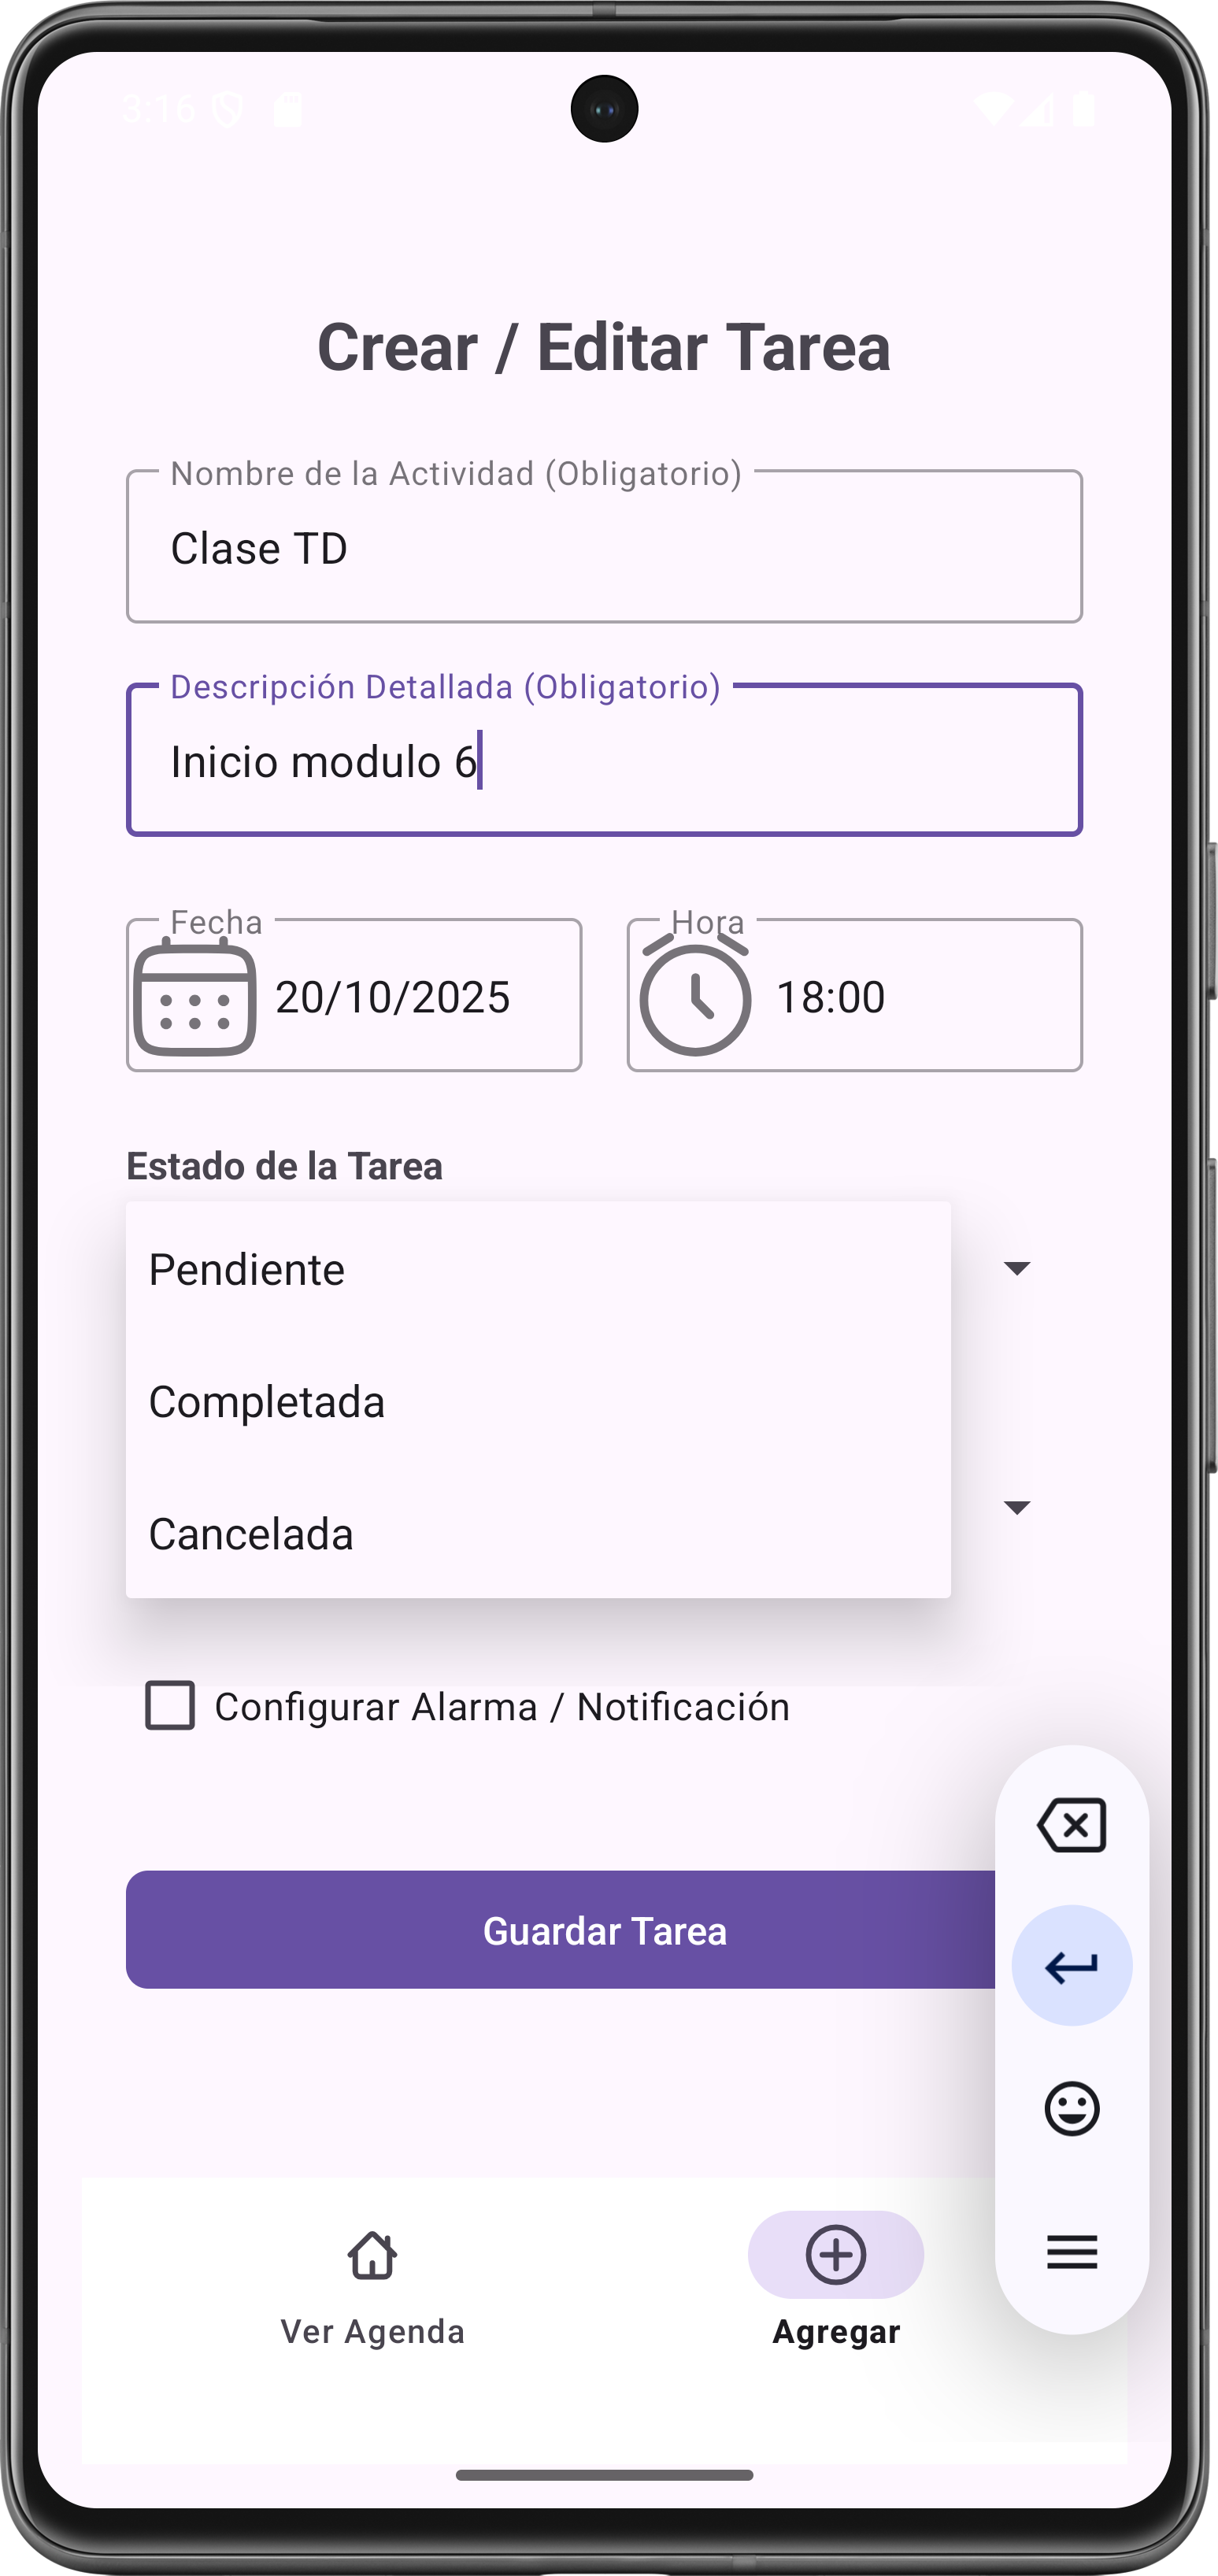 3:16
Crear / Editar Tarea
Nombre de la Actividad (Obligatorio)
Clase TD
Descripción Detallada (Obligatorio)
Inicio modulo 6
Fecha
Hora
20/10/2025
18:00
Estado de la Tarea
Pendiente
Completada
Cancelada
Configurar Alarma / Notificación
Guardar Tarea
Ver Agenda
Agregar